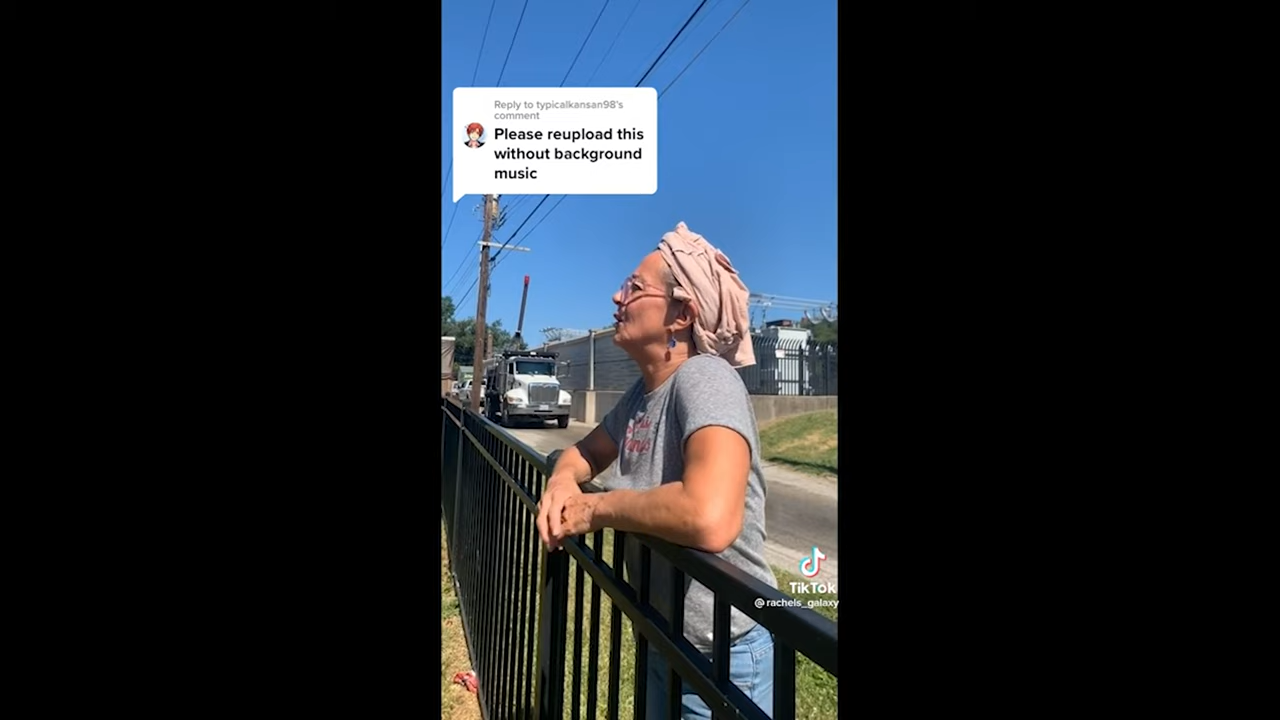 Reply to typicalkansan98's
comment
Please reupload this
without background
music
TikTok
@rachels_galaxy